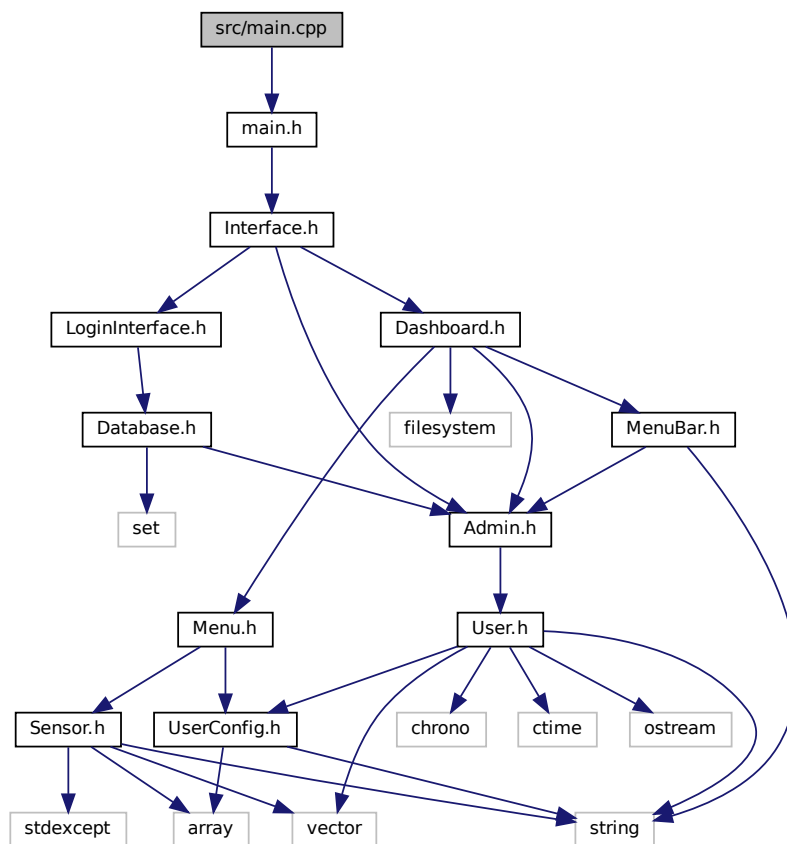 src/main.cpp
main.h
Interface.h
LoginInterface.h
Dashboard.h
Database.h
filesystem
MenuBar.h
set
Admin.h
Menu.h
User.h
Sensor.h
UserConfig.h
chrono
ctime
ostream
stdexcept
array
vector
string